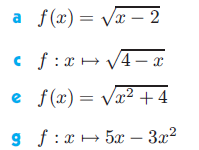 a f(x) = √(x − 2)
c f : x ↦ √(4 − x)
e f(x) = √(x² + 4)
g f : x ↦ 5x − 3x²